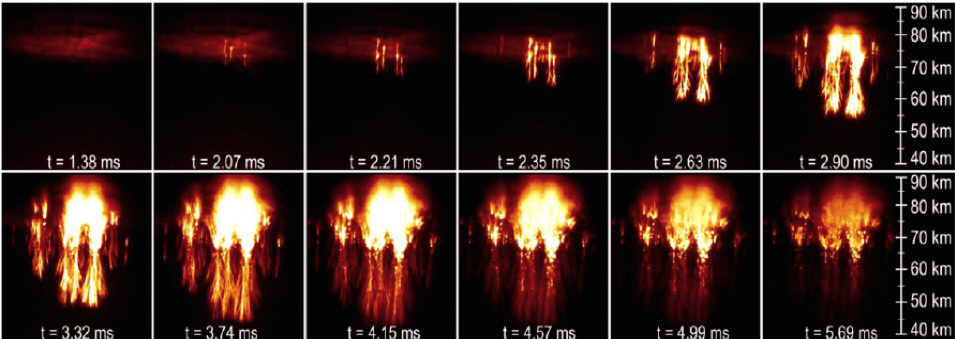 90 km
80 km
70 km
60 km
50 km
40 km
t = 1.38 ms
t = 2.07 ms
t = 2.21 ms
t = 2.35 ms
t = 2.63 ms
t = 2.90 ms
90 km
80 km
70 km
60 km
50 km
40 km
t = 3.32 ms
t = 3.74 ms
t = 4.15 ms
t = 4.57 ms
t = 4.99 ms
t = 5.69 ms